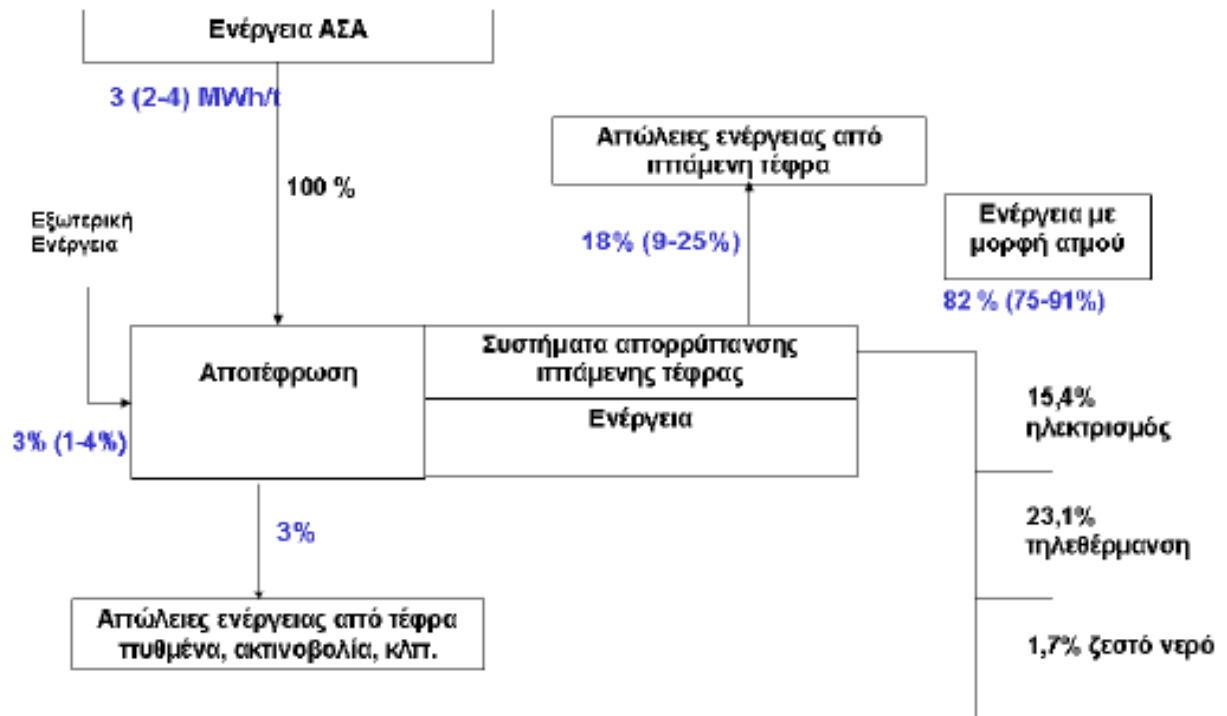 Ενέργεια ΑΣΑ
3 (2-4) MWh/t
100 %
Απώλειες ενέργειας από
ιπτάμενη τέφρα
Εξωτερική
Ενέργεια
18% (9-25%)
Ενέργεια με
μορφή ατμού
82 % (75-91%)
Αποτέφρωση
Συστήματα απορρύπανσης
ιπτάμενης τέφρας
Ενέργεια
3% (1-4%)
15,4%
ηλεκτρισμός
3%
23,1%
τηλεθέρμανση
Απώλειες ενέργειας από τέφρα
πυθμένα, ακτινοβολία, κλπ.
1,7% ζεστό νερό